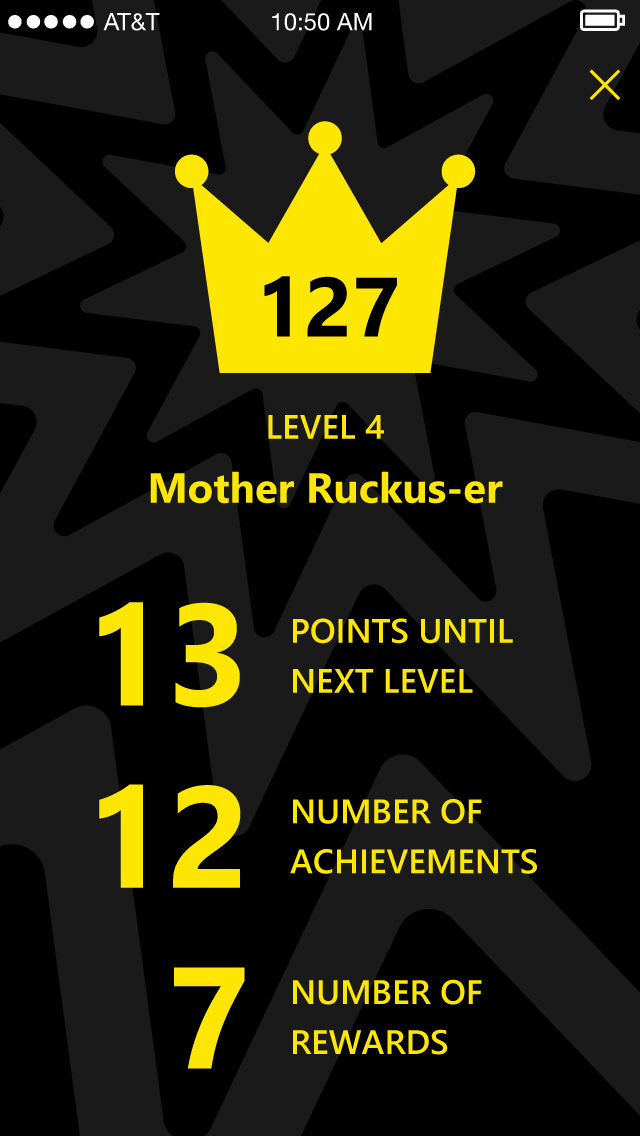 AT&T 10:50 AM
127
LEVEL 4
Mother Ruckus-er
13 POINTS UNTIL
NEXT LEVEL
12 NUMBER OF
ACHIEVEMENTS
7 NUMBER OF
REWARDS